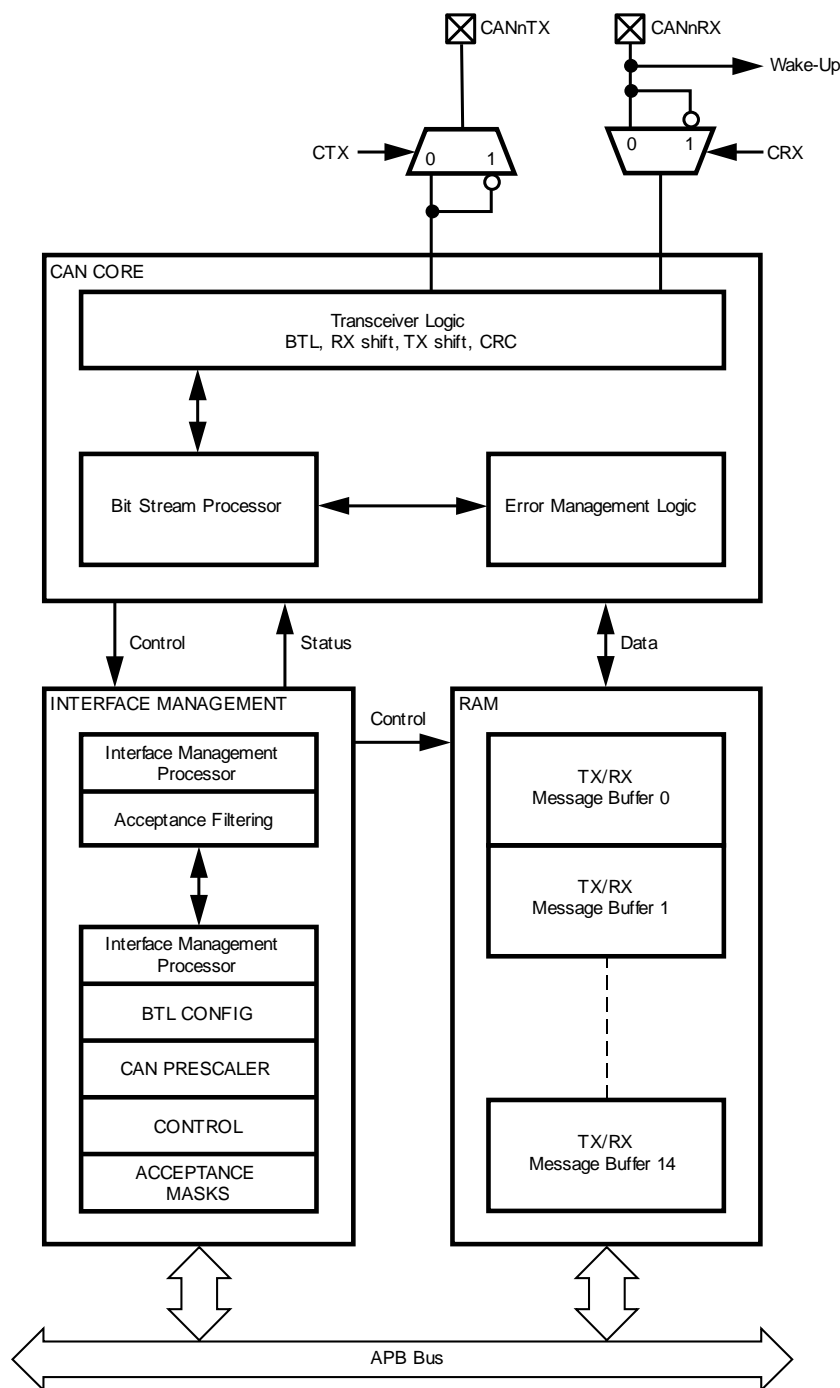 CANnTX
CANnRX
Wake-Up
CTX
0 1
0 1
CRX
CAN CORE
Transceiver Logic
BTL, RX shift, TX shift, CRC
Bit Stream Processor
Error Management Logic
Control
Status
Data
INTERFACE MANAGEMENT
Control
RAM
Interface Management
Processor
Acceptance Filtering
Interface Management
Processor
BTL CONFIG
CAN PRESCALER
CONTROL
ACCEPTANCE
MASKS
TX/RX
Message Buffer 0
TX/RX
Message Buffer 1
TX/RX
Message Buffer 14
APB Bus